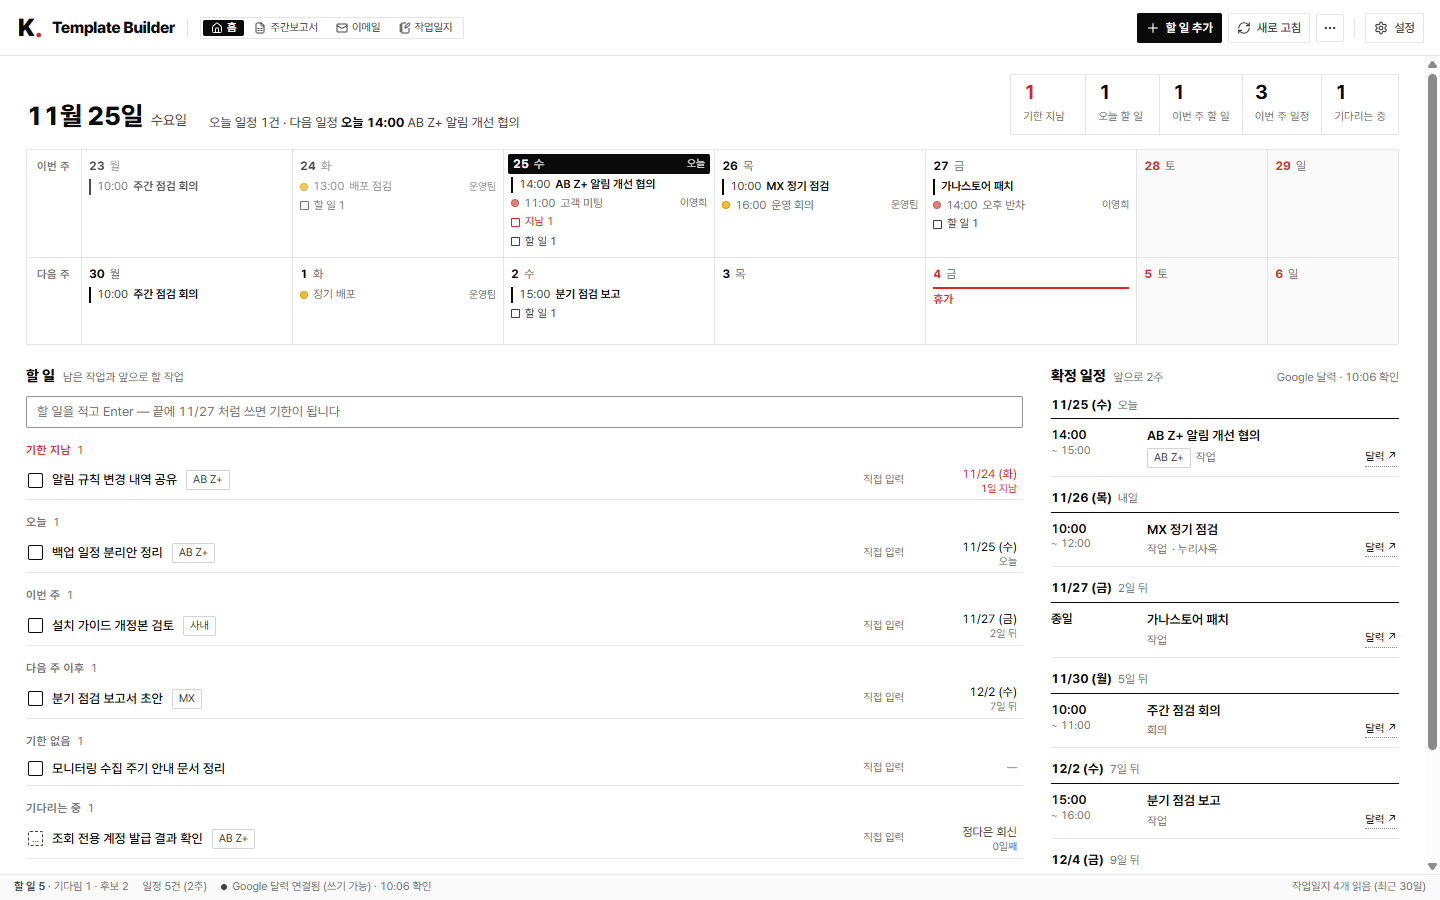 K. Template Builder 홈 주간보고서 이메일 작업일지 할 일 추가 새로 고침 ··· 설정
11월 25일 수요일 오늘 일정 1건 · 다음 일정 오늘 14:00 AB Z+ 알림 개선 협의
1 1 1 3 1
기한 지남 오늘 할 일 이번 주 할 일 이번 주 일정 기다리는 중
이번 주
23 월
10:00 주간 점검 회의
24 화
13:00 배포 점검 운영팀
할 일 1
25 수 오늘
14:00 AB Z+ 알림 개선 협의
11:00 고객 미팅 이영희
지남 1
할 일 1
26 목
10:00 MX 정기 점검
16:00 운영 회의 운영팀
27 금
가나스토어 패치
14:00 오후 반차 이영희
할 일 1
28 토
29 일
다음 주
30 월
10:00 주간 점검 회의
1 화
정기 배포 운영팀
2 수
15:00 분기 점검 보고
할 일 1
3 목
4 금
휴가
5 토
6 일
할 일 남은 작업과 앞으로 할 작업
할 일을 적고 Enter — 끝에 11/27 처럼 쓰면 기한이 됩니다
기한 지남 1
알림 규칙 변경 내역 공유 AB Z+ 직접 입력 11/24 (화)
1일 지남
오늘 1
백업 일정 분리안 정리 AB Z+ 직접 입력 11/25 (수)
오늘
이번 주 1
설치 가이드 개정본 검토 사내 직접 입력 11/27 (금)
2일 뒤
다음 주 이후 1
분기 점검 보고서 초안 MX 직접 입력 12/2 (수)
7일 뒤
기한 없음 1
모니터링 수집 주기 안내 문서 정리 직접 입력 —
기다리는 중 1
조회 전용 계정 발급 결과 확인 AB Z+ 직접 입력 정다은 회신
0일째
확정 일정 앞으로 2주 Google 달력 · 10:06 확인
11/25 (수) 오늘
14:00 AB Z+ 알림 개선 협의
~ 15:00 AB Z+ 작업 달력 ↗
11/26 (목) 내일
10:00 MX 정기 점검
~ 12:00 작업 · 누리사옥 달력 ↗
11/27 (금) 2일 뒤
종일 가나스토어 패치
작업 달력 ↗
11/30 (월) 5일 뒤
10:00 주간 점검 회의
~ 11:00 회의 달력 ↗
12/2 (수) 7일 뒤
15:00 분기 점검 보고
~ 16:00 작업 달력 ↗
12/4 (금) 9일 뒤
할 일 5 · 기다림 1 · 후보 2 일정 5건 (2주) ● Google 달력 연결됨 (쓰기 가능) · 10:06 확인 작업일지 4개 읽음 (최근 30일)